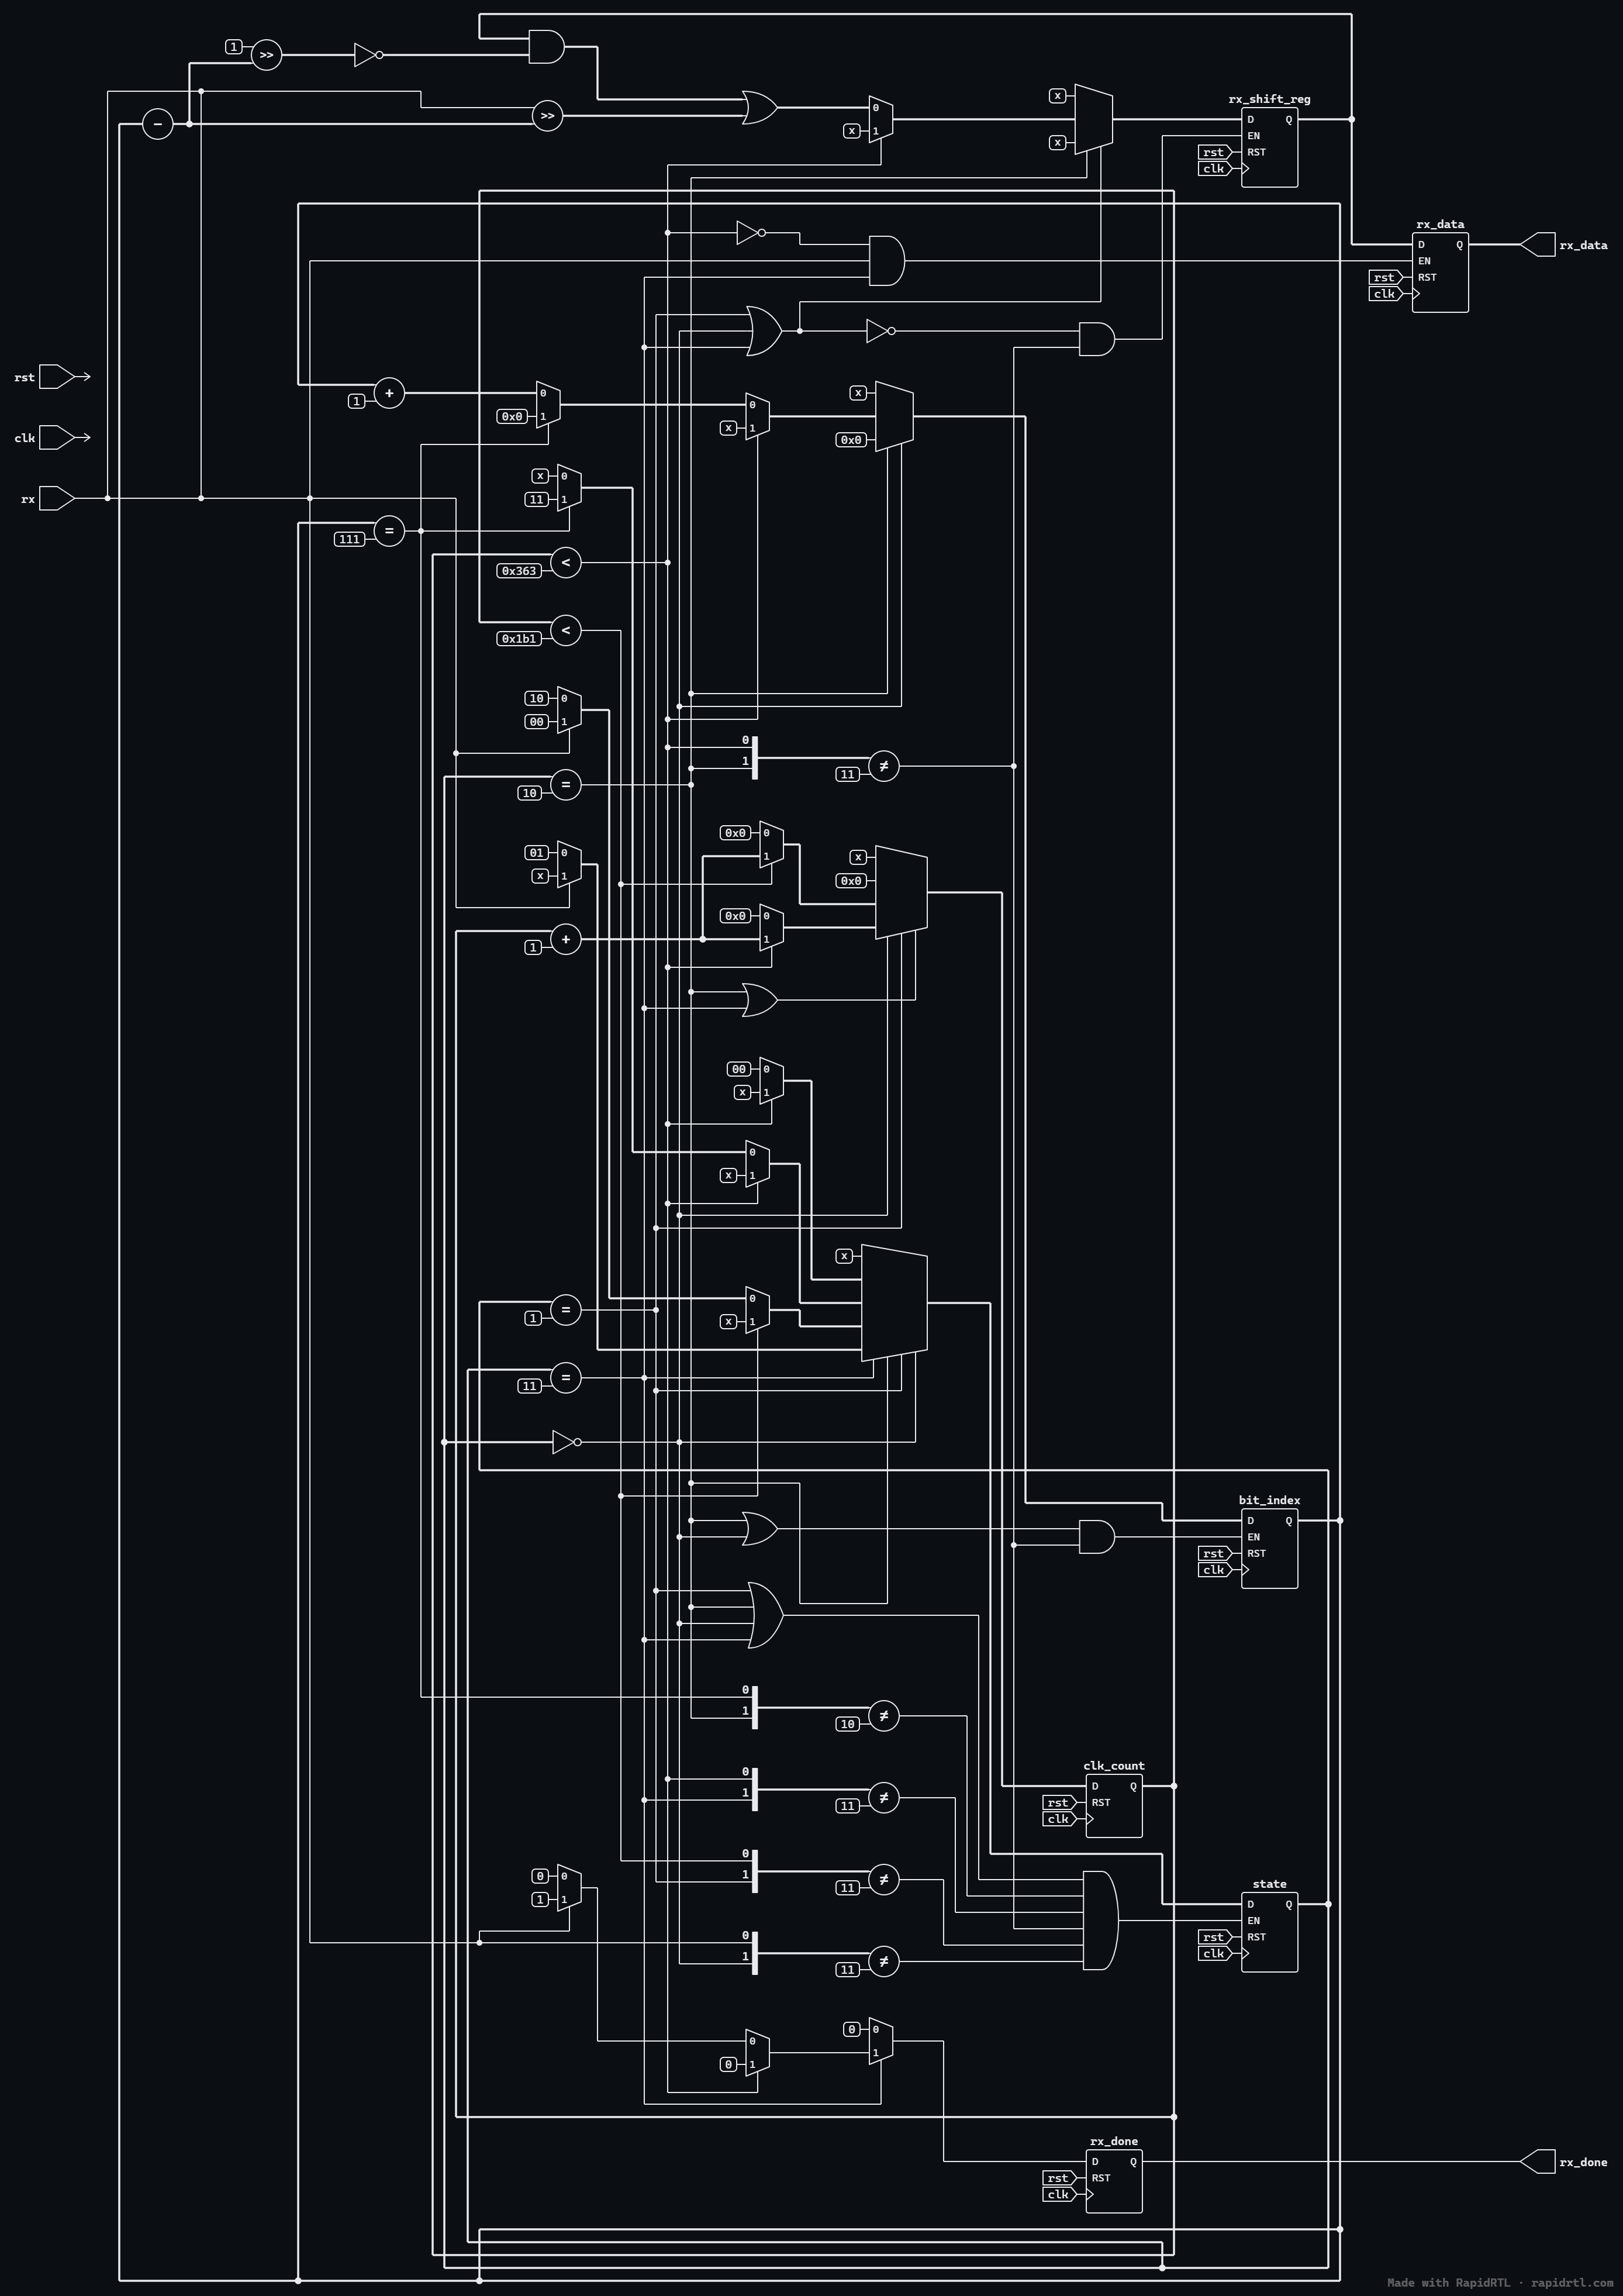 1
>>
-
>>
0
x 1
x
x
rx_shift_reg
D Q
EN
rst RST
clk
rx_data
D Q
EN
rst RST
clk
rx_data
rst
clk
rx
+
1
0
0x0 1
0
x 1
x
0x0
x 0
11 1
=
111
<
0x363
<
0x1b1
10 0
00 1
0
1
≠
11
=
10
0x0 0
1
x
0x0
01 0
x 1
0x0 0
1
+
1
00 0
x 1
0
x 1
x
=
1
0
x 1
=
11
bit_index
D Q
EN
rst RST
clk
0
1
≠
10
clk_count
D Q
rst RST
clk
0
1
≠
11
0
1
≠
11
0 0
1 1
state
D Q
EN
rst RST
clk
0
1
≠
11
0 0
1
0
0 1
rx_done
D Q
rst RST
clk
rx_done
Made with RapidRTL · rapidrtl.com